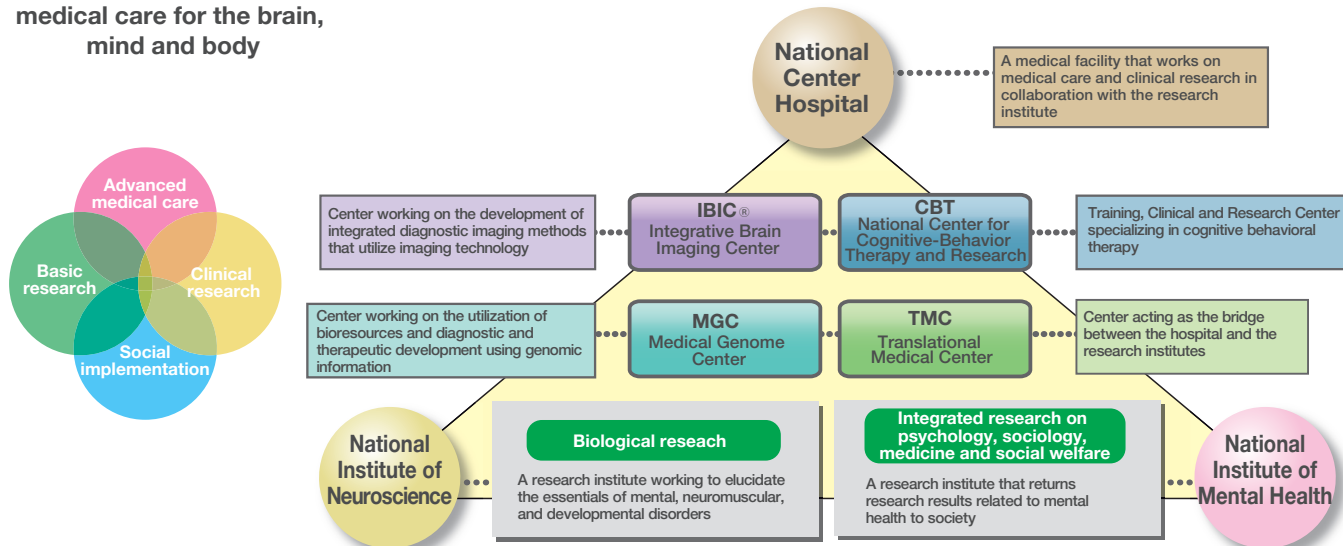 medical care for the brain,
mind and body
Advanced
medical care
Basic
research
Clinical
research
Social
implementation
National
Center
Hospital
A medical facility that works on
medical care and clinical research in
collaboration with the research
institute
Center working on the development of
integrated diagnostic imaging methods
that utilize imaging technology
IBIC ®
Integrative Brain
Imaging Center
CBT
National Center for
Cognitive-Behavior
Therapy and Research
Training, Clinical and Research Center
specializing in cognitive behavioral
therapy
Center working on the utilization of
bioresources and diagnostic and
therapeutic development using genomic
information
MGC
Medical Genome
Center
TMC
Translational
Medical Center
Center acting as the bridge
between the hospital and the
research institutes
National
Institute of
Neuroscience
Biological reseach
A research institute working to elucidate
the essentials of mental, neuromuscular,
and developmental disorders
Integrated research on
psychology, sociology,
medicine and social welfare
A research institute that returns
research results related to mental
health to society
National
Institute of
Mental Health